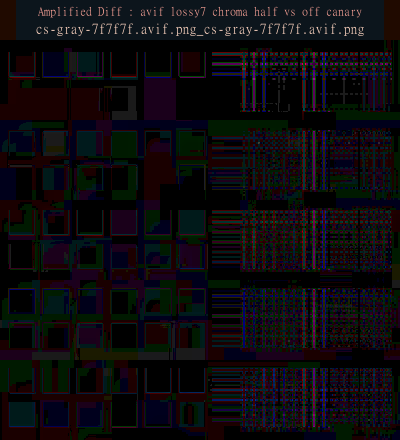 Amplified Diff : avif lossy7 chroma half vs off canary
cs-gray-7f7f7f.avif.png_cs-gray-7f7f7f.avif.png